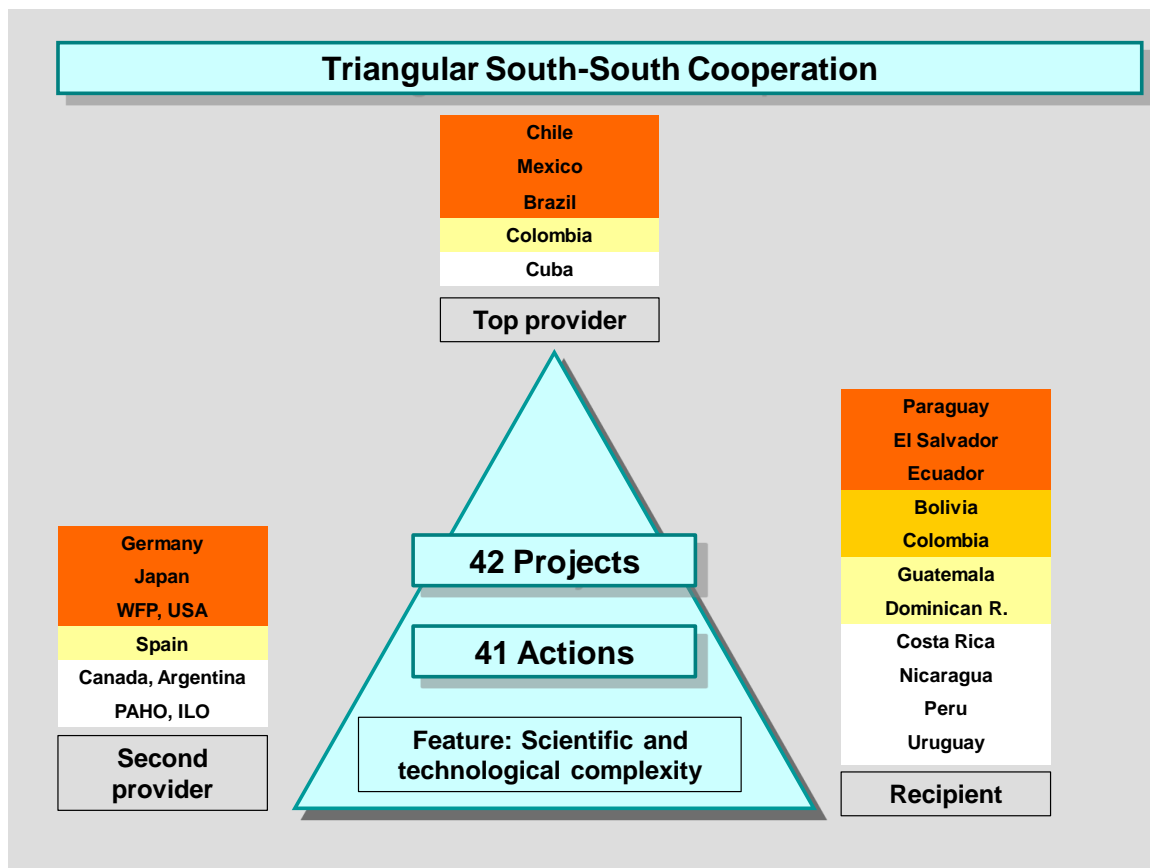 Triangular South-South Cooperation
Chile
Mexico
Brazil
Colombia
Cuba
Top provider
Germany
Japan
WFP, USA
Spain
Canada, Argentina
PAHO, ILO
Second
provider
42 Projects
41 Actions
Feature: Scientific and
technological complexity
Paraguay
El Salvador
Ecuador
Bolivia
Colombia
Guatemala
Dominican R.
Costa Rica
Nicaragua
Peru
Uruguay
Recipient